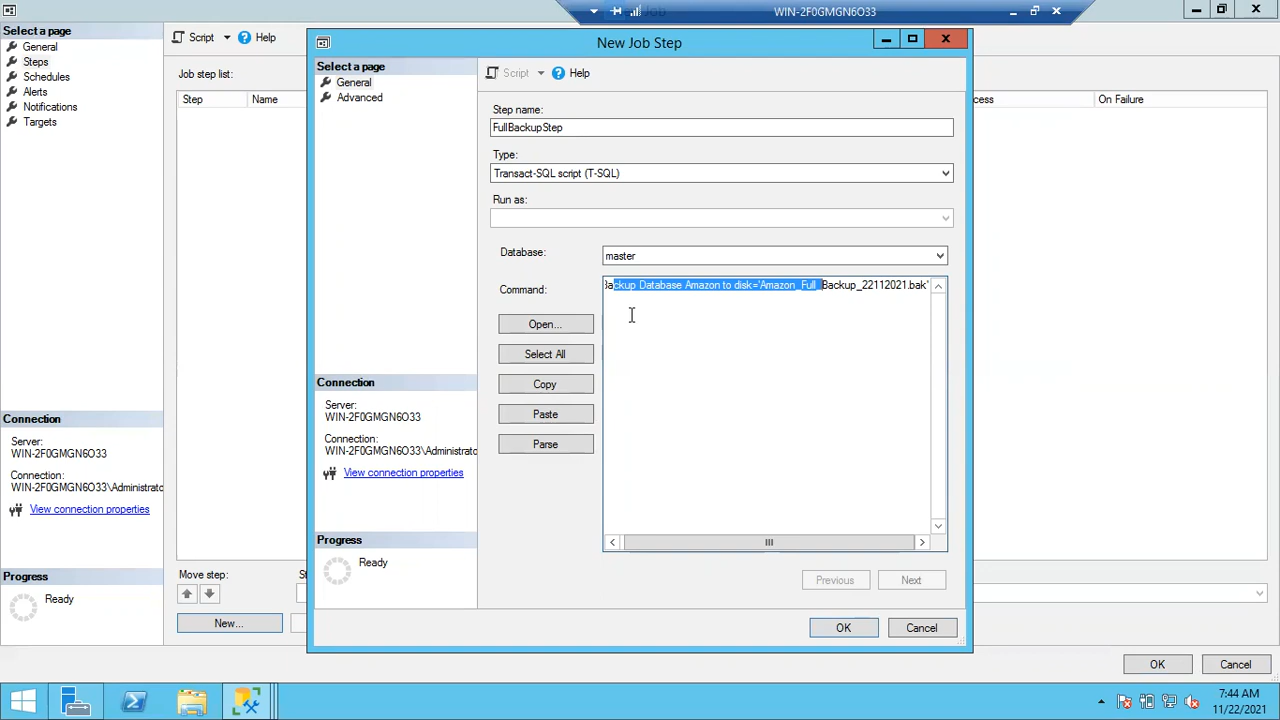 WIN-2F0GMGN6O33
Select a page
General
Steps
Schedules
Alerts
Notifications
Targets
Script
Help
Job step list:
Step
Name
On Failure
Connection
Server:
WIN-2F0GMGN6O33
Connection:
WIN-2F0GMGN6O33\Administrato
View connection properties
Progress
Ready
Move step:
New...
OK
Cancel
New Job Step
Select a page
General
Advanced
Script
Help
Step name:
FullBackupStep
Type:
Transact-SQL script (T-SQL)
Run as:
Database:
master
Command:
Backup Database Amazon to disk='Amazon_Full_Backup_22112021.bak'
Open...
Select All
Copy
Paste
Parse
Connection
Server:
WIN-2F0GMGN6O33
Connection:
WIN-2F0GMGN6O33\Administrator
View connection properties
Progress
Ready
Previous
Next
OK
Cancel
7:44 AM
11/22/2021